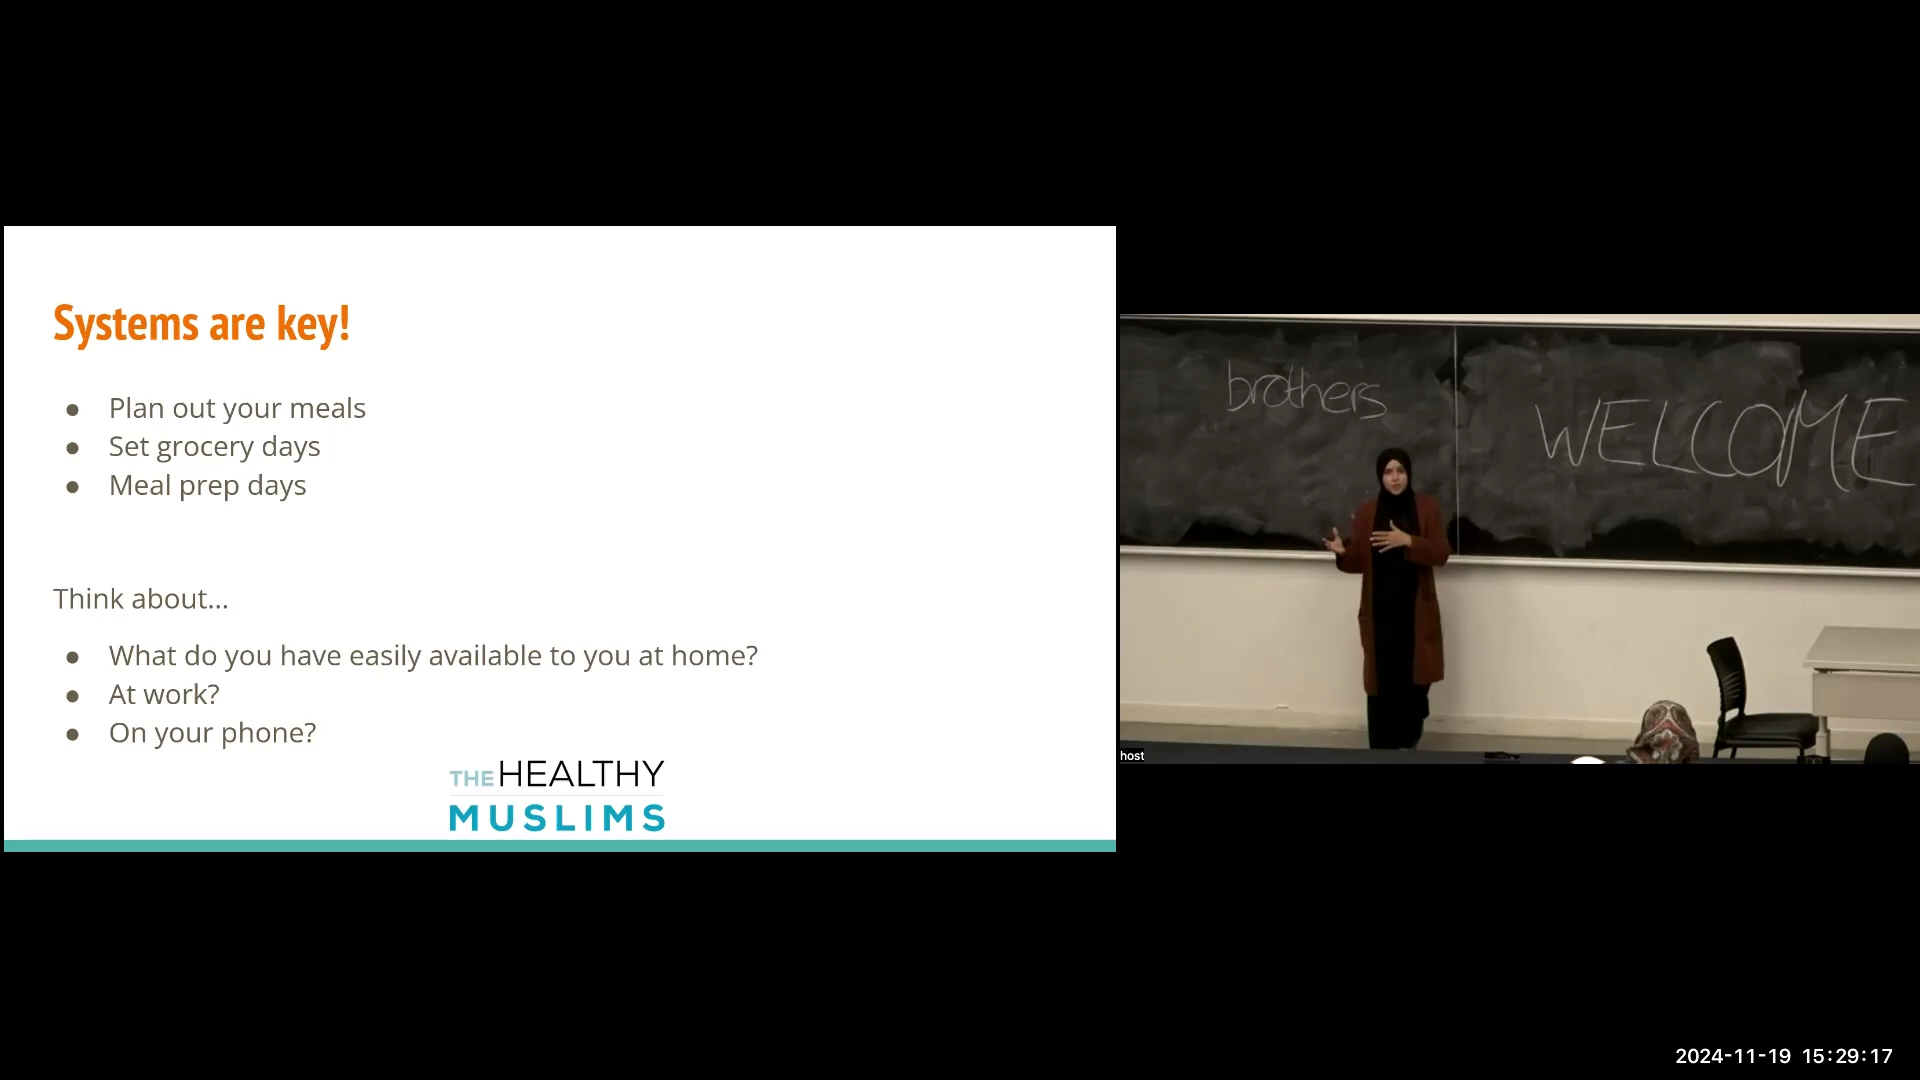 Systems are key!
● Plan out your meals
● Set grocery days
● Meal prep days
Think about...
● What do you have easily available to you at home?
● At work?
● On your phone?
THE HEALTHY
MUSLIMS
brothers
WELCOME
host
2024-11-19 15:29:17